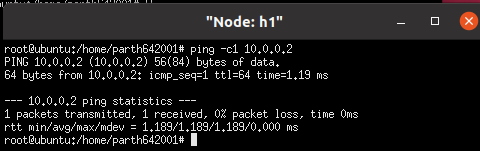 "Node: h1"
root@ubuntu:/home/parth642001# ping -c1 10.0.0.2
PING 10.0.0.2 (10.0.0.2) 56(84) bytes of data.
64 bytes from 10.0.0.2: icmp_seq=1 ttl=64 time=1.19 ms

--- 10.0.0.2 ping statistics ---
1 packets transmitted, 1 received, 0% packet loss, time 0ms
rtt min/avg/max/mdev = 1.189/1.189/1.189/0.000 ms
root@ubuntu:/home/parth642001#